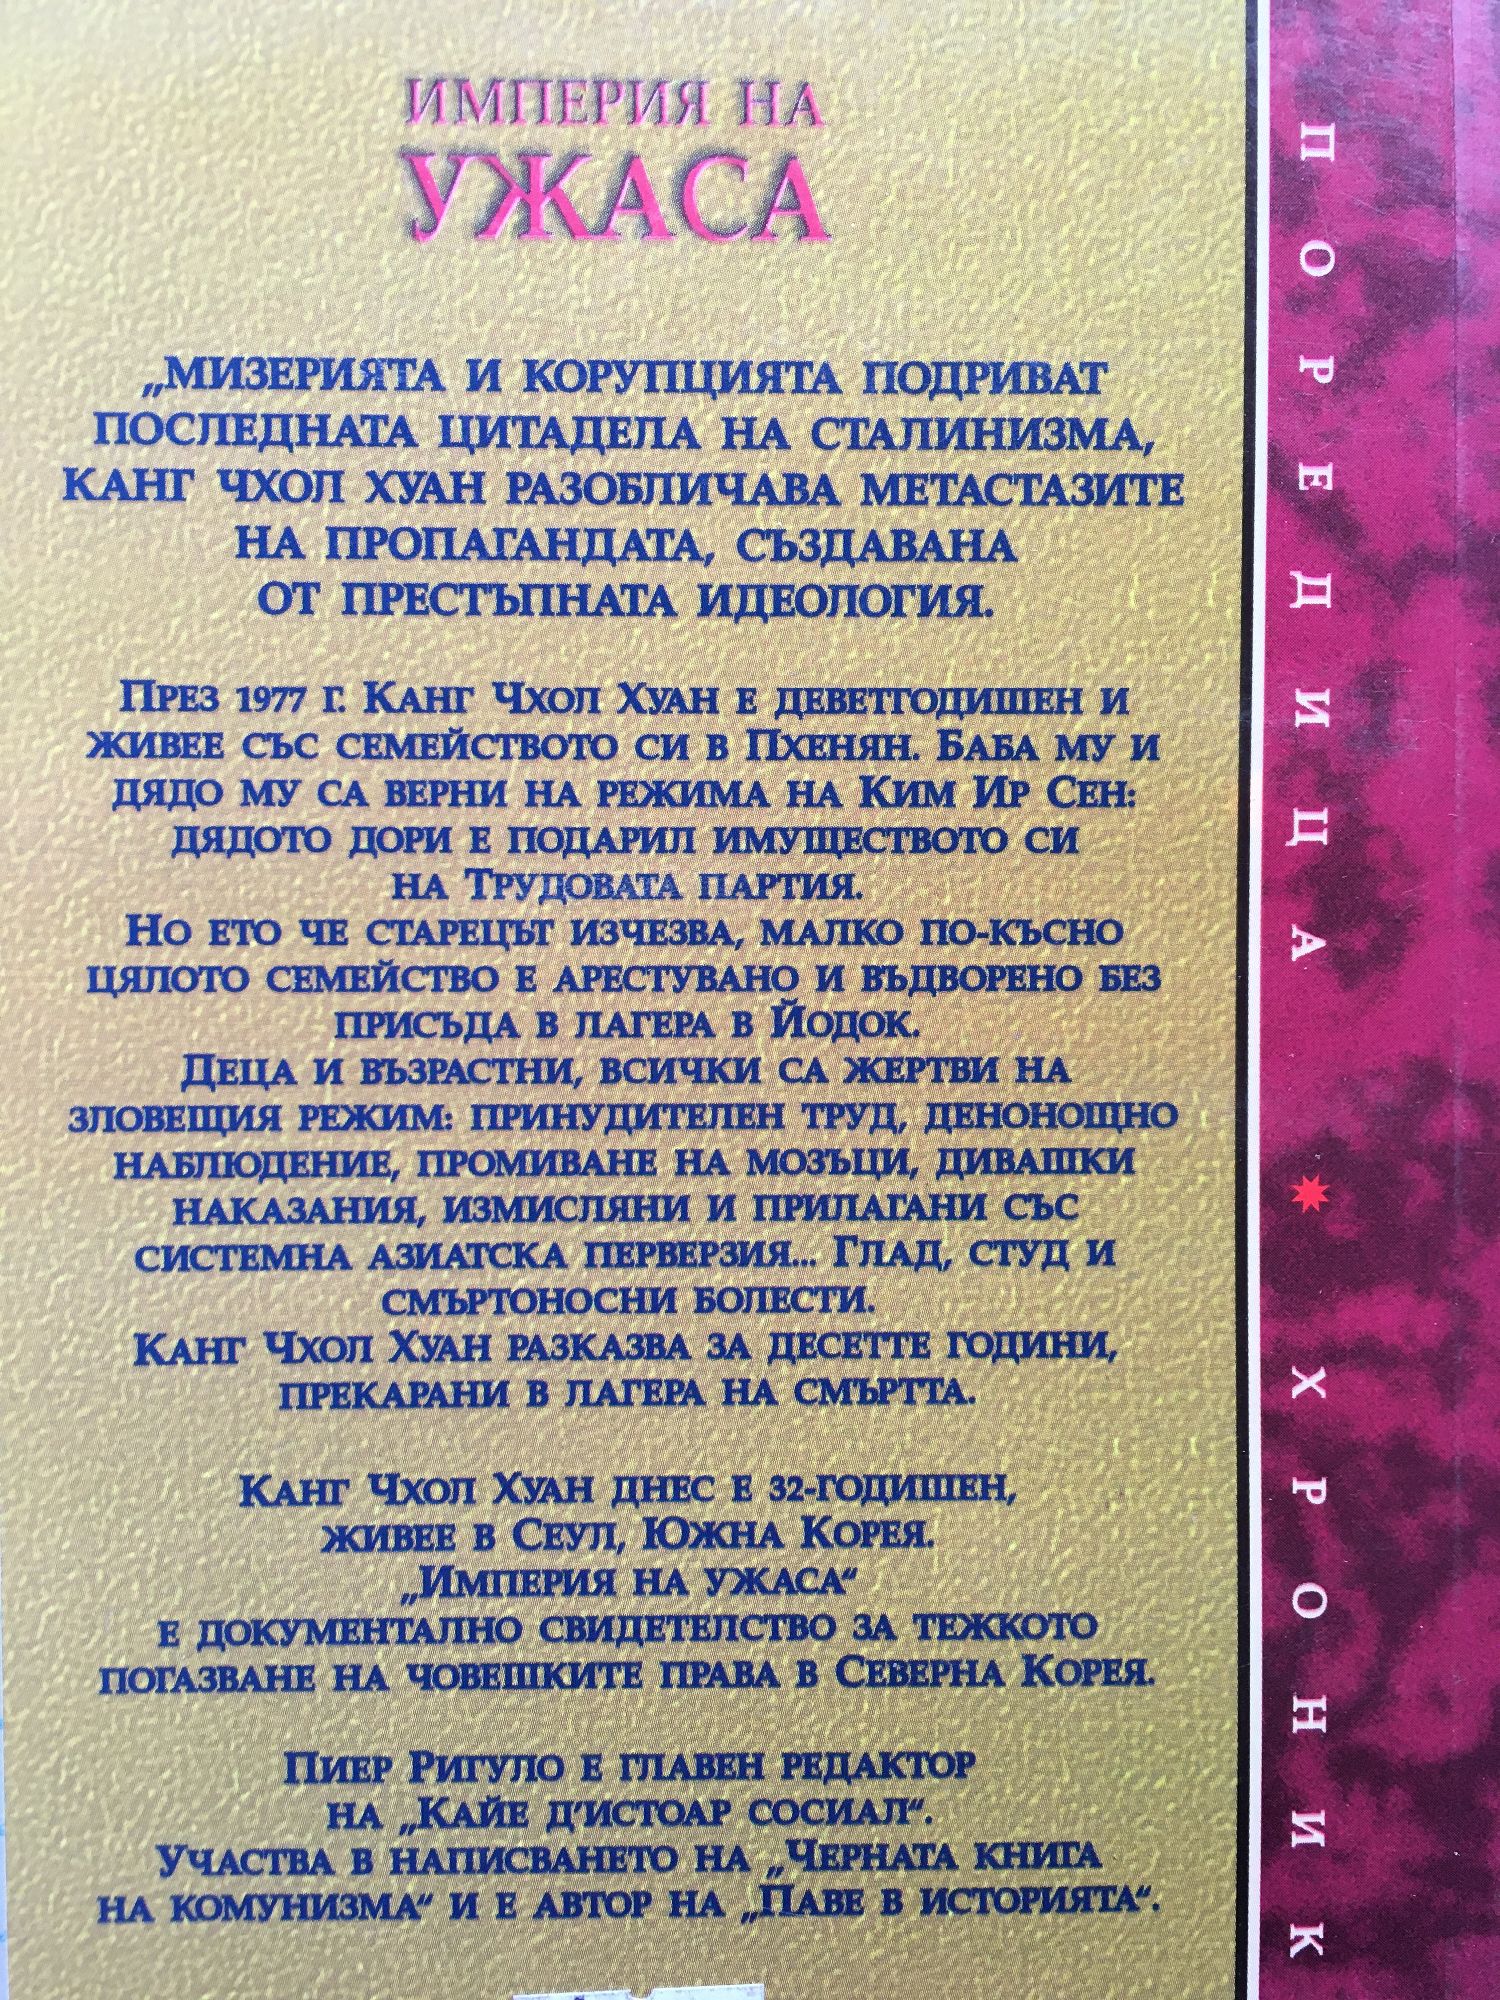 ИМПЕРИЯ НА
УЖАСА
„МИЗЕРИЯТА И КОРУПЦИЯТА ПОДРИВАТ
ПОСЛЕДНАТА ЦИТАДЕЛА НА СТАЛИНИЗМА,
КАНГ ЧХОЛ ХУАН РАЗОБЛИЧАВА МЕТАСТАЗИТЕ
НА ПРОПАГАНДАТА, СЪЗДАВАНА
ОТ ПРЕСТЪПНАТА ИДЕОЛОГИЯ.
ПРЕЗ 1977 Г. КАНГ ЧХОЛ ХУАН Е ДЕВЕТГОДИШЕН И
ЖИВЕЕ СЪС СЕМЕЙСТВОТО СИ В ПХЕНЯН. БАБА МУ И
ДЯДО МУ СА ВЕРНИ НА РЕЖИМА НА КИМ ИР СЕН:
ДЯДОТО ДОРИ Е ПОДАРИЛ ИМУЩЕСТВОТО СИ
НА ТРУДОВАТА ПАРТИЯ.
НО ЕТО ЧЕ СТАРЕЦЪТ ИЗЧЕЗВА, МАЛКО ПО-КЪСНО
ЦЯЛОТО СЕМЕЙСТВО Е АРЕСТУВАНО И ВЪДВОРЕНО БЕЗ
ПРИСЪДА В ЛАГЕРА В ЙОДОК.
ДЕЦА И ВЪЗРАСТНИ, ВСИЧКИ СА ЖЕРТВИ НА
ЗЛОВЕЩИЯ РЕЖИМ: ПРИНУДИТЕЛЕН ТРУД, ДЕНОНОЩНО
НАБЛЮДЕНИЕ, ПРОМИВАНЕ НА МОЗЪЦИ, ДИВАШКИ
НАКАЗАНИЯ, ИЗМИСЛЯНИ И ПРИЛАГАНИ СЪС
СИСТЕМНА АЗИАТСКА ПЕРВЕРЗИЯ... ГЛАД, СТУД И
СМЪРТОНОСНИ БОЛЕСТИ.
КАНГ ЧХОЛ ХУАН РАЗКАЗВА ЗА ДЕСЕТТЕ ГОДИНИ,
ПРЕКАРАНИ В ЛАГЕРА НА СМЪРТТА.
КАНГ ЧХОЛ ХУАН ДНЕС Е 32-ГОДИШЕН,
ЖИВЕЕ В СЕУЛ, ЮЖНА КОРЕЯ.
„ИМПЕРИЯ НА УЖАСА“
Е ДОКУМЕНТАЛНО СВИДЕТЕЛСТВО ЗА ТЕЖКОТО
ПОГАЗВАНЕ НА ЧОВЕШКИТЕ ПРАВА В СЕВЕРНА КОРЕЯ.
ПИЕР РИГУЛО Е ГЛАВЕН РЕДАКТОР
НА „КАЙЕ Д'ИСТОАР СОСИАЛ“.
УЧАСТВА В НАПИСВАНЕТО НА „ЧЕРНАТА КНИГА
НА КОМУНИЗМА“ И Е АВТОР НА „ПАВЕ В ИСТОРИЯТА“.
ПОРЕДИЦА * ХРОНИК